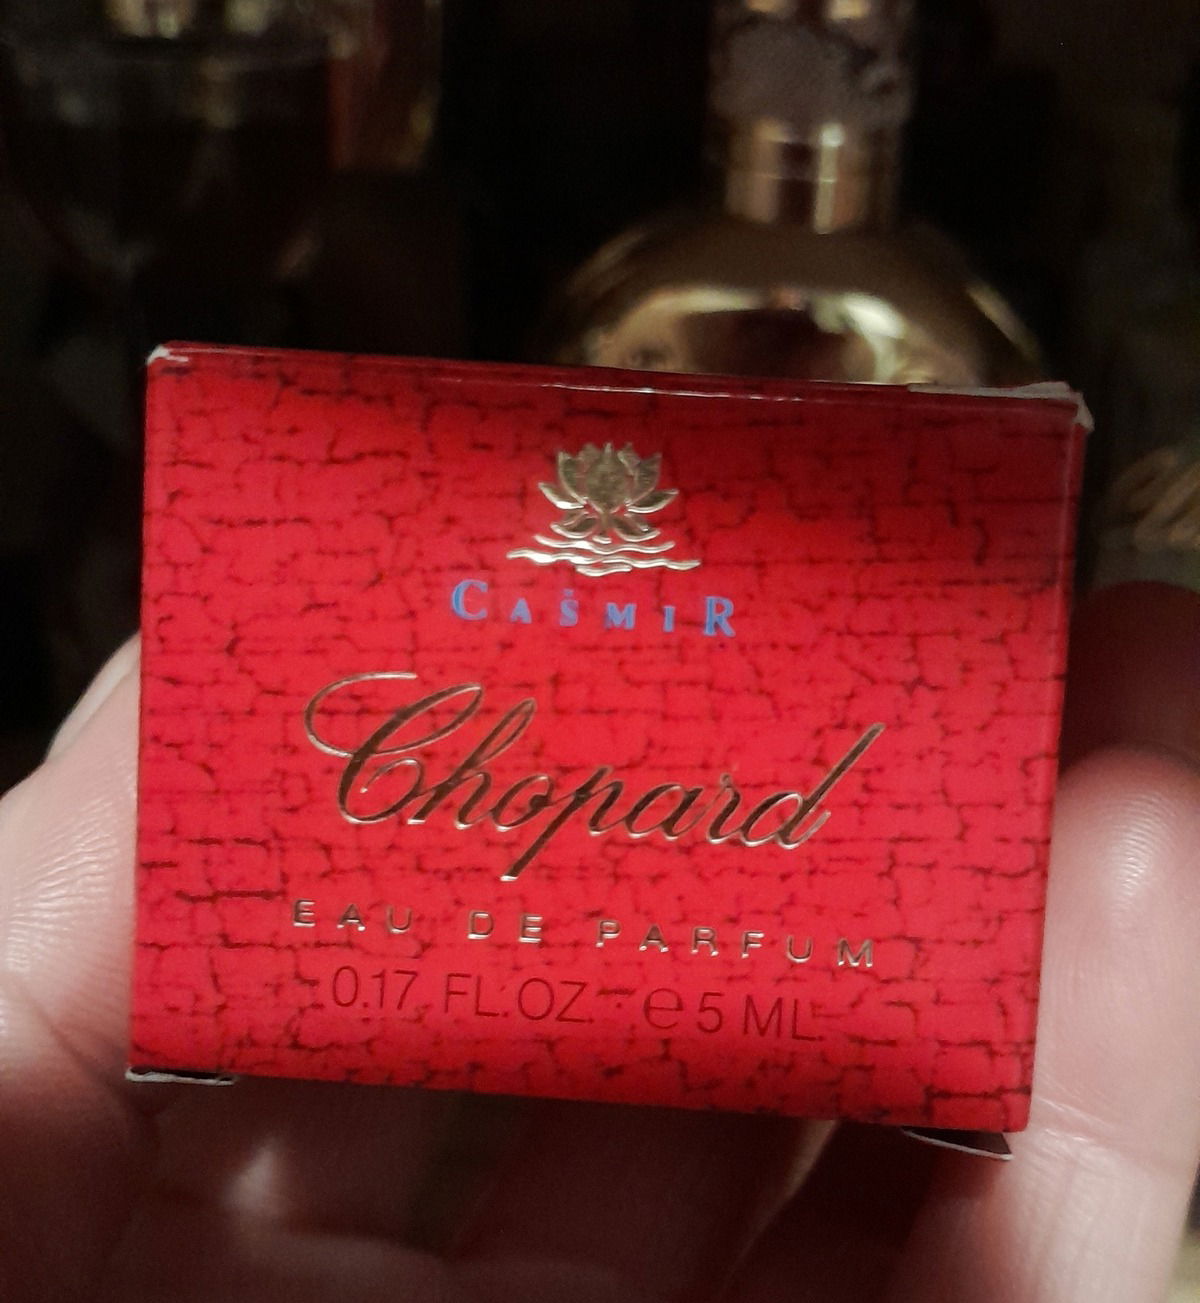 CAŠMIR
Chopard
EAU DE PARFUM
0.17 FL.OZ. ℮ 5 ML.